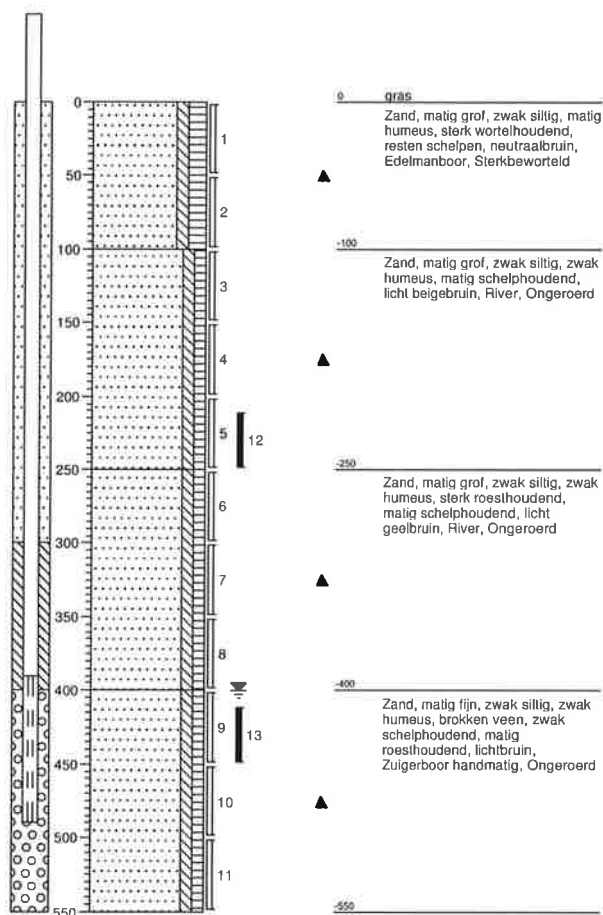 0
50
100
150
200
250
300
350
400
450
500
550
1
2
3
4
5
12
6
7
8
9
13
10
11
0 gras
Zand, matig grof, zwak siltig, matig
humeus, sterk wortelhoudend,
resten schelpen, neutraalbruin,
Edelmanboor, Sterkbeworteld
-100
Zand, matig grof, zwak siltig, zwak
humeus, matig schelphoudend,
licht beigebruin, River, Ongeroerd
-250
Zand, matig grof, zwak siltig, zwak
humeus, sterk roesthoudend,
matig schelphoudend, licht
geelbruin, River, Ongeroerd
-400
Zand, matig fijn, zwak siltig, zwak
humeus, brokken veen, zwak
schelphoudend, matig
roesthoudend, lichtbruin,
Zuigerboor handmatig, Ongeroerd
-550